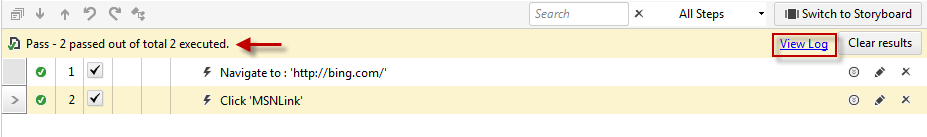 Search x All Steps Switch to Storyboard
Pass - 2 passed out of total 2 executed. View Log Clear results
1 Navigate to : 'http://bing.com/'
2 Click 'MSNLink'